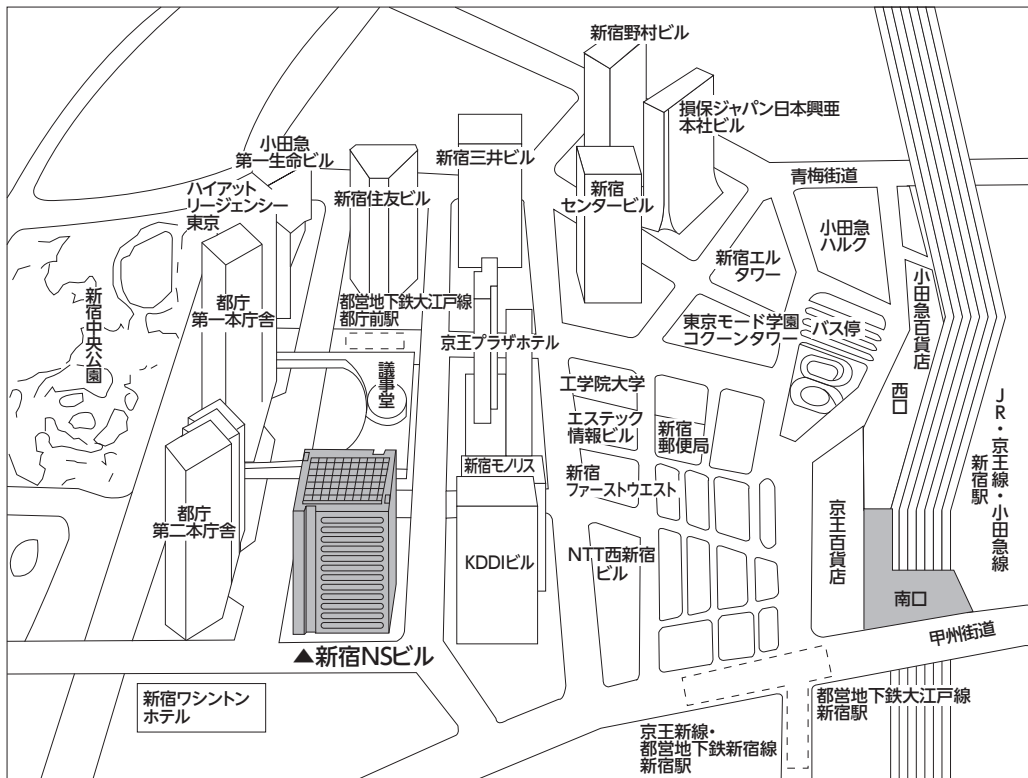 新宿野村ビル
損保ジャパン日本興亜
本社ビル
小田急
第一生命ビル
新宿三井ビル
青梅街道
ハイアット
リージェンシー
東京
新宿住友ビル
新宿
センタービル
小田急
ハルク
新宿エル
タワー
都庁
第一本庁舎
都営地下鉄大江戸線
都庁前駅
新宿中央公園
京王プラザホテル
東京モード学園
コクーンタワー
バス停
小田急百貨店
議事堂
工学院大学
西口
エステック
情報ビル
新宿
郵便局
JR・京王線・小田急線
新宿駅
新宿モノリス
新宿
ファーストウエスト
都庁
第二本庁舎
KDDIビル
NTT西新宿
ビル
京王百貨店
南口
甲州街道
▲新宿NSビル
新宿ワシントン
ホテル
都営地下鉄大江戸線
新宿駅
京王新線・
都営地下鉄新宿線
新宿駅